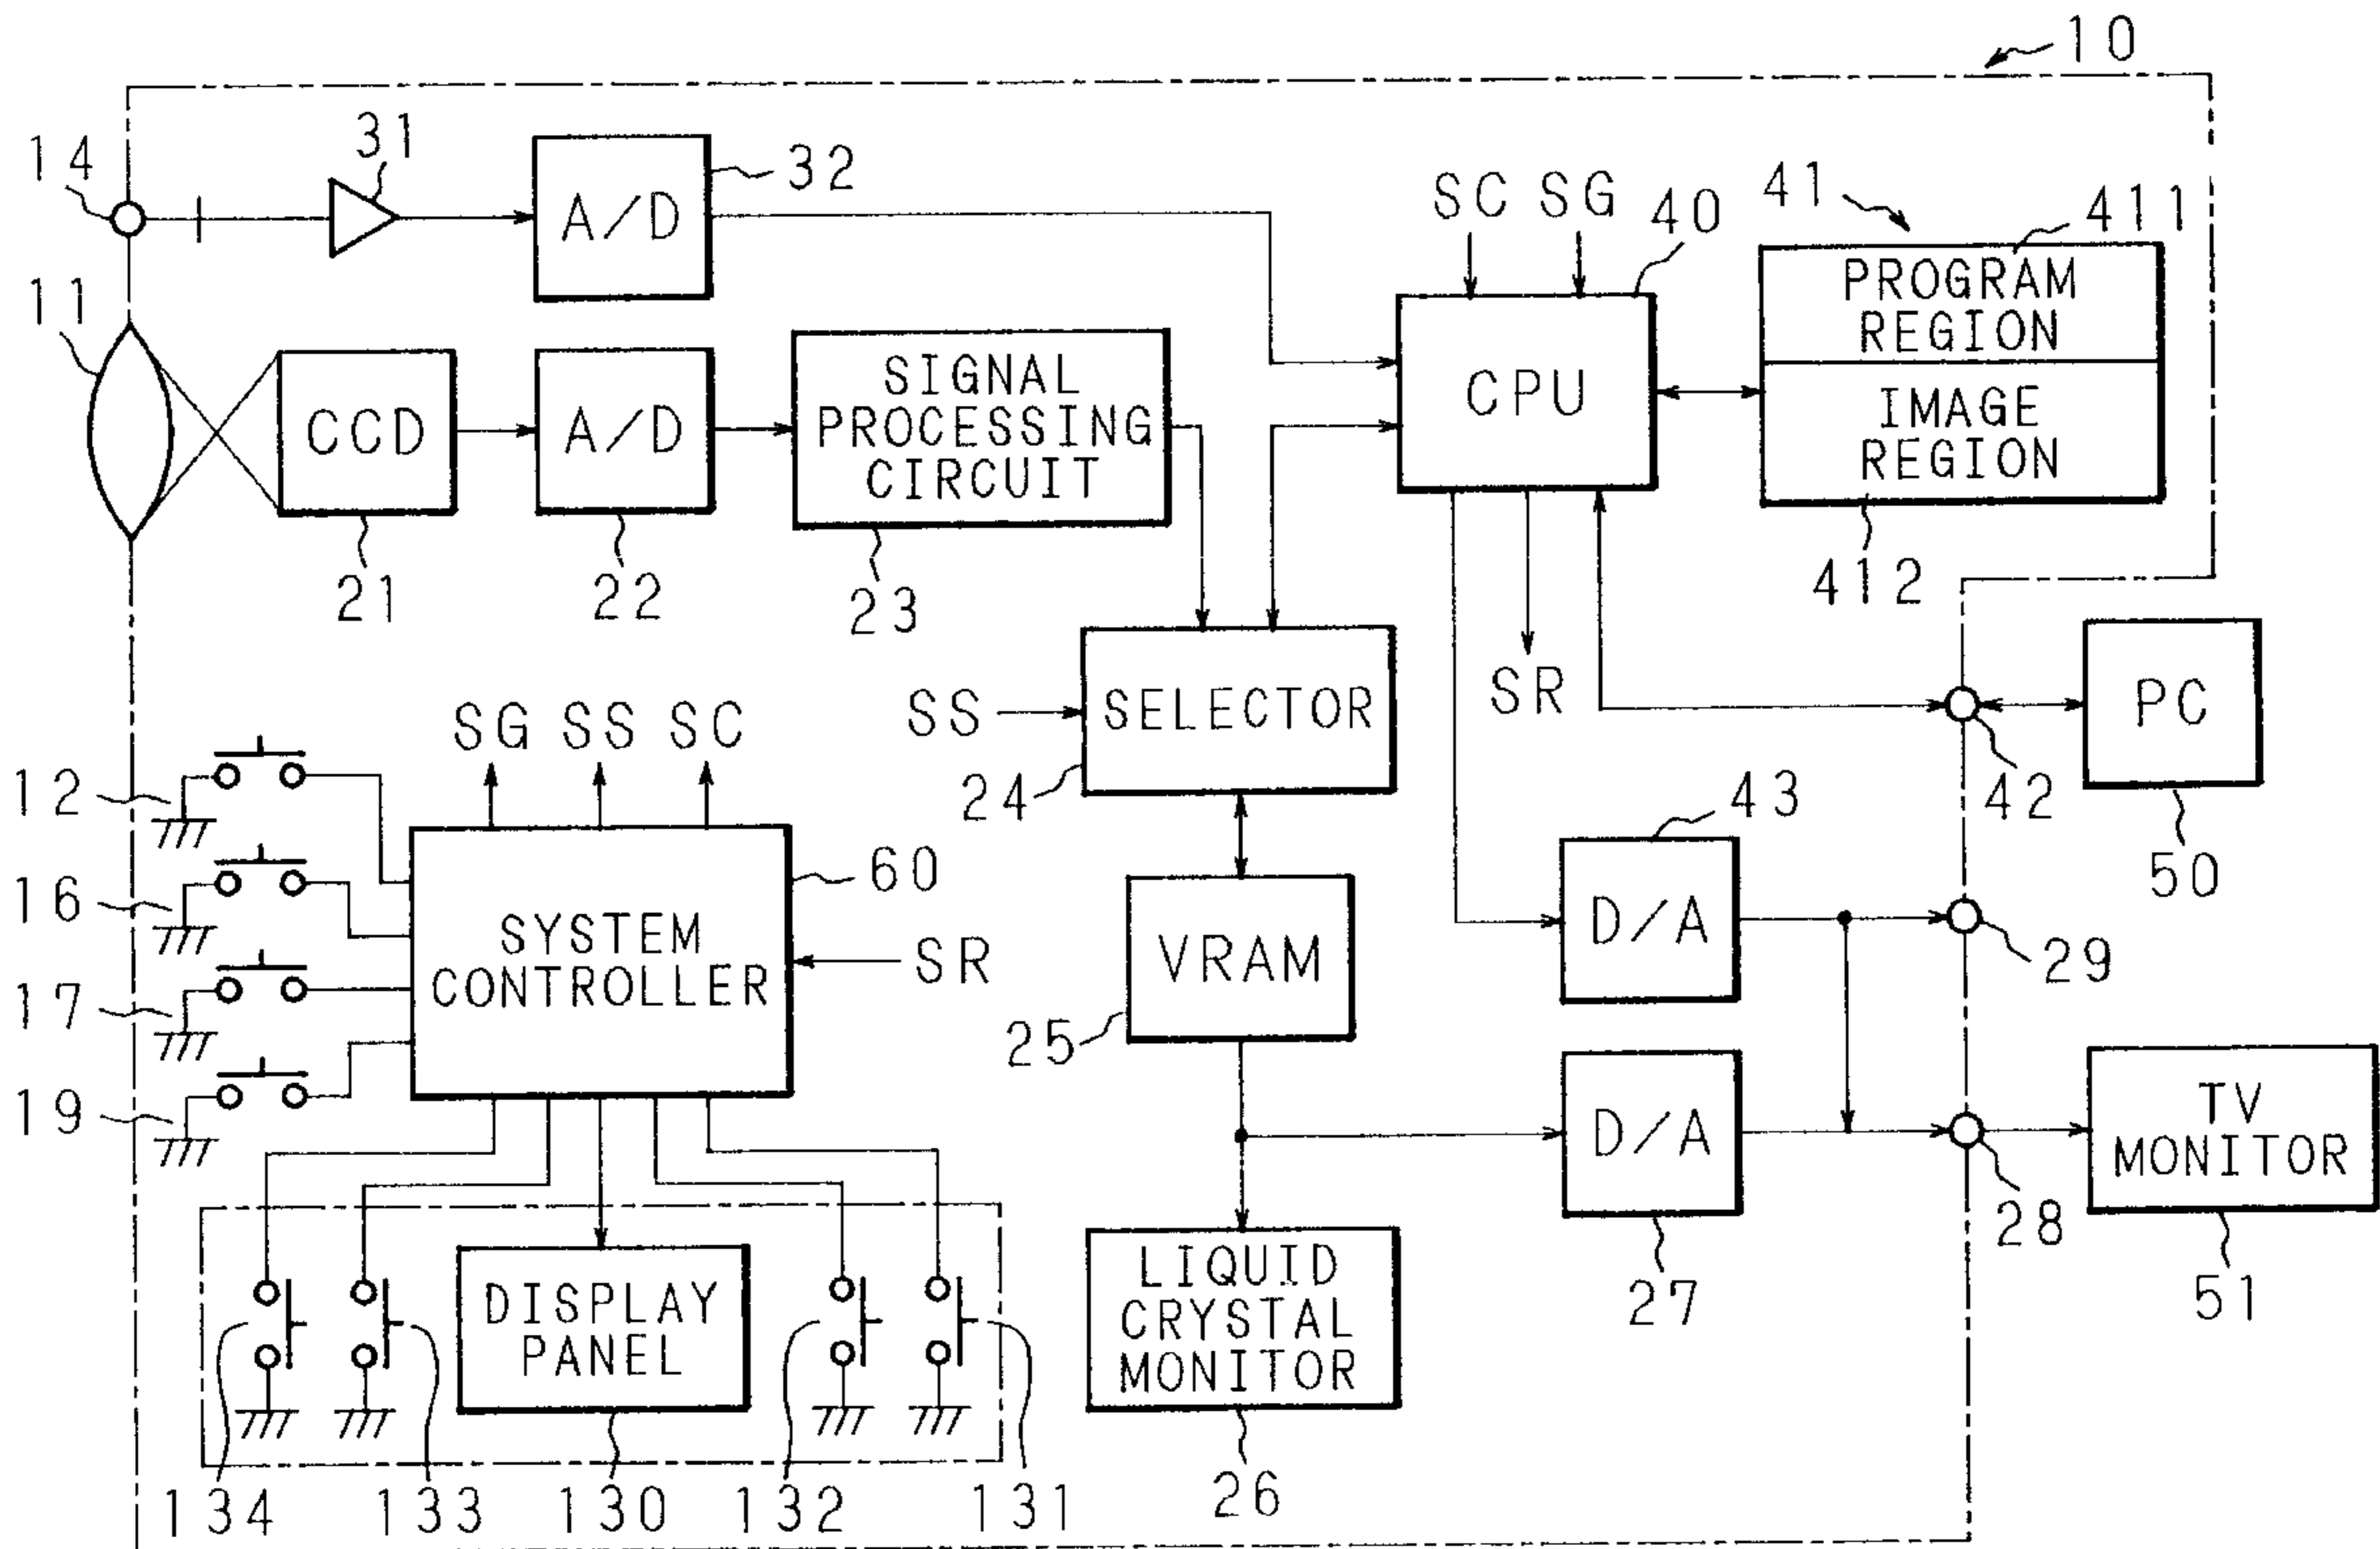 10
14
31
32
A/D
SC
SG
40
41
411
PROGRAM
REGION
IMAGE
REGION
412
11
CCD
21
A/D
22
SIGNAL
PROCESSING
CIRCUIT
23
CPU
SR
SS
SELECTOR
24
PC
42
50
SG SS SC
12
16
17
19
SYSTEM
CONTROLLER
60
SR
VRAM
25
43
D/A
29
D/A
27
28
TV
MONITOR
51
LIQUID
CRYSTAL
MONITOR
26
DISPLAY
PANEL
134
133
130
132
131